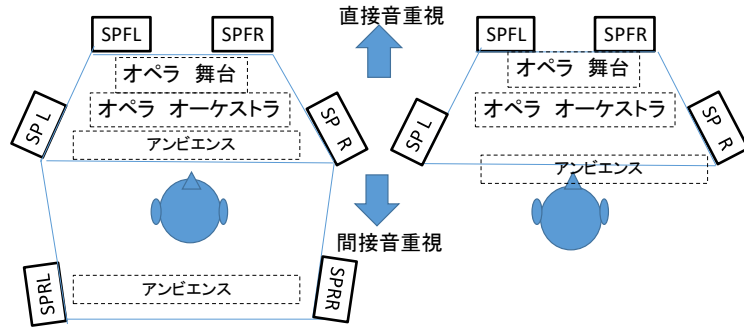 SPFL
SPFR
オペラ 舞台
オペラ オーケストラ
アンビエンス
SP L
SP R
アンビエンス
SPRL
SPRR
直接音重視
間接音重視
SPFL
SPFR
オペラ 舞台
オペラ オーケストラ
アンビエンス
SP L
SP R